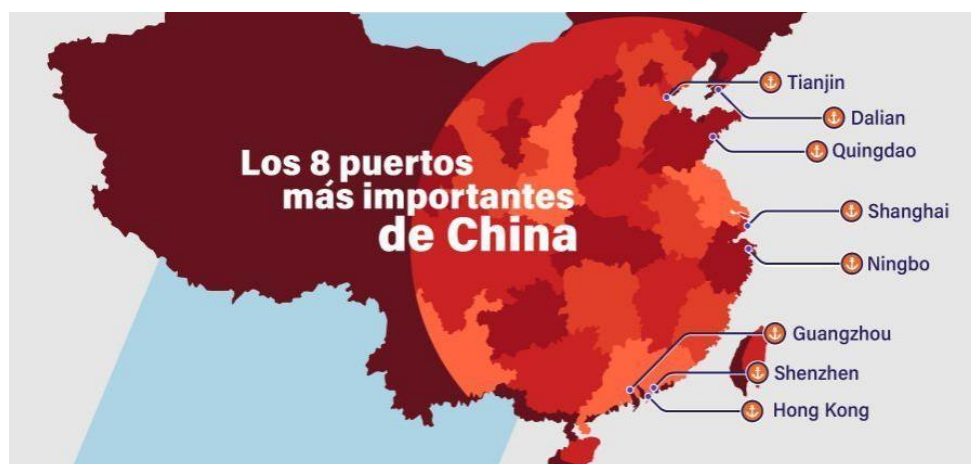 Los 8 puertos
más importantes
de China
Tianjin
Dalian
Quingdao
Shanghai
Ningbo
Guangzhou
Shenzhen
Hong Kong